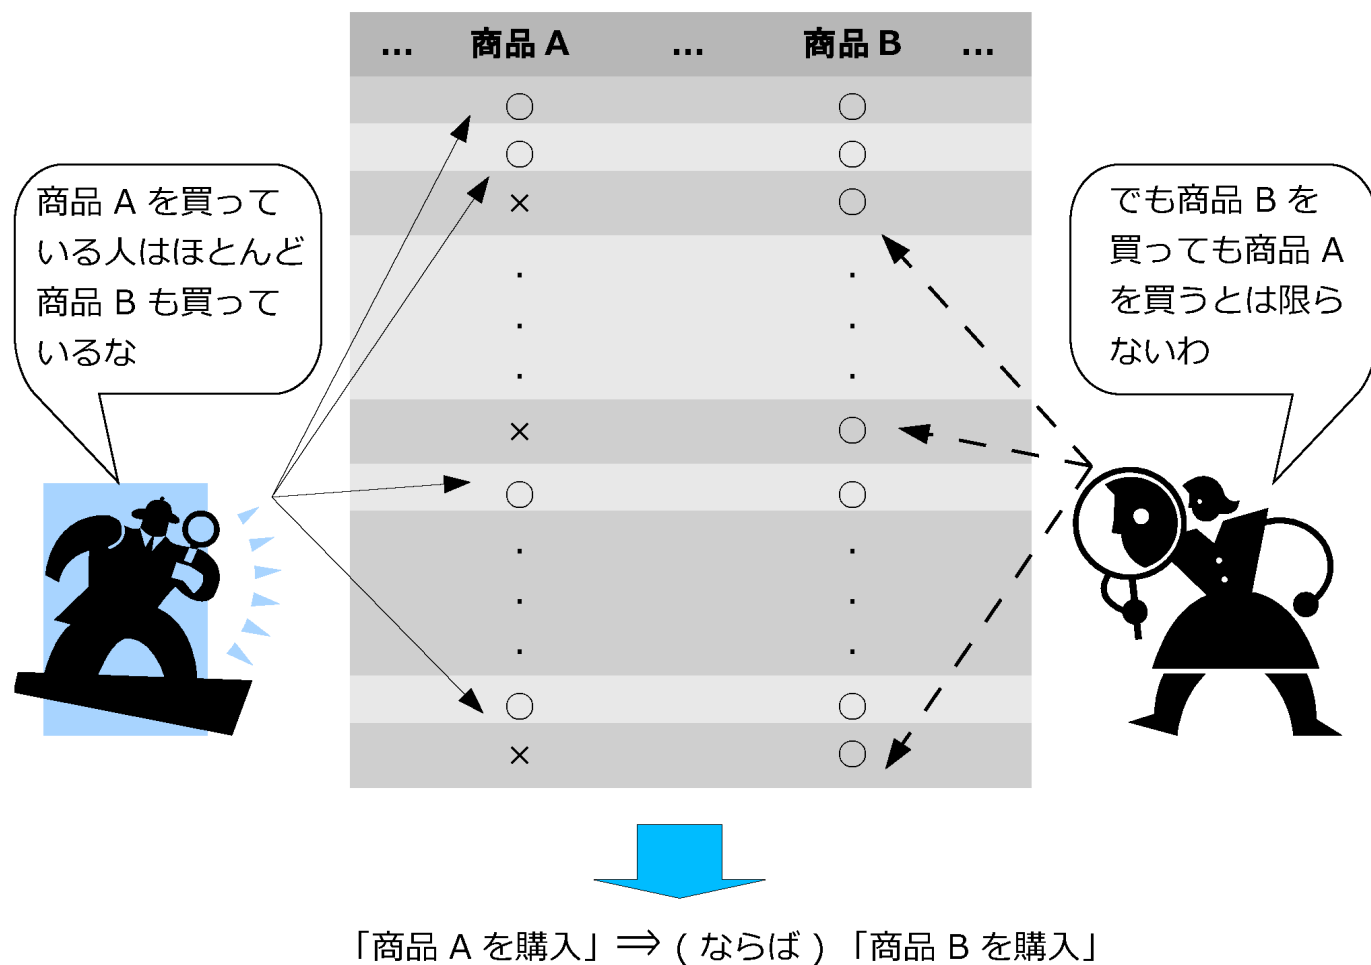 ... 商品 A ... 商品 B ...
○ ○
○ ○
× ○
. .
. .
. .
× ○
○ ○
. .
. .
. .
○ ○
× ○
商品 A を買って
いる人はほとんど
商品 B も買って
いるな
でも商品 B を
買っても商品 A
を買うとは限ら
ないわ
「商品 A を購入」⇒ ( ならば ) 「商品 B を購入」